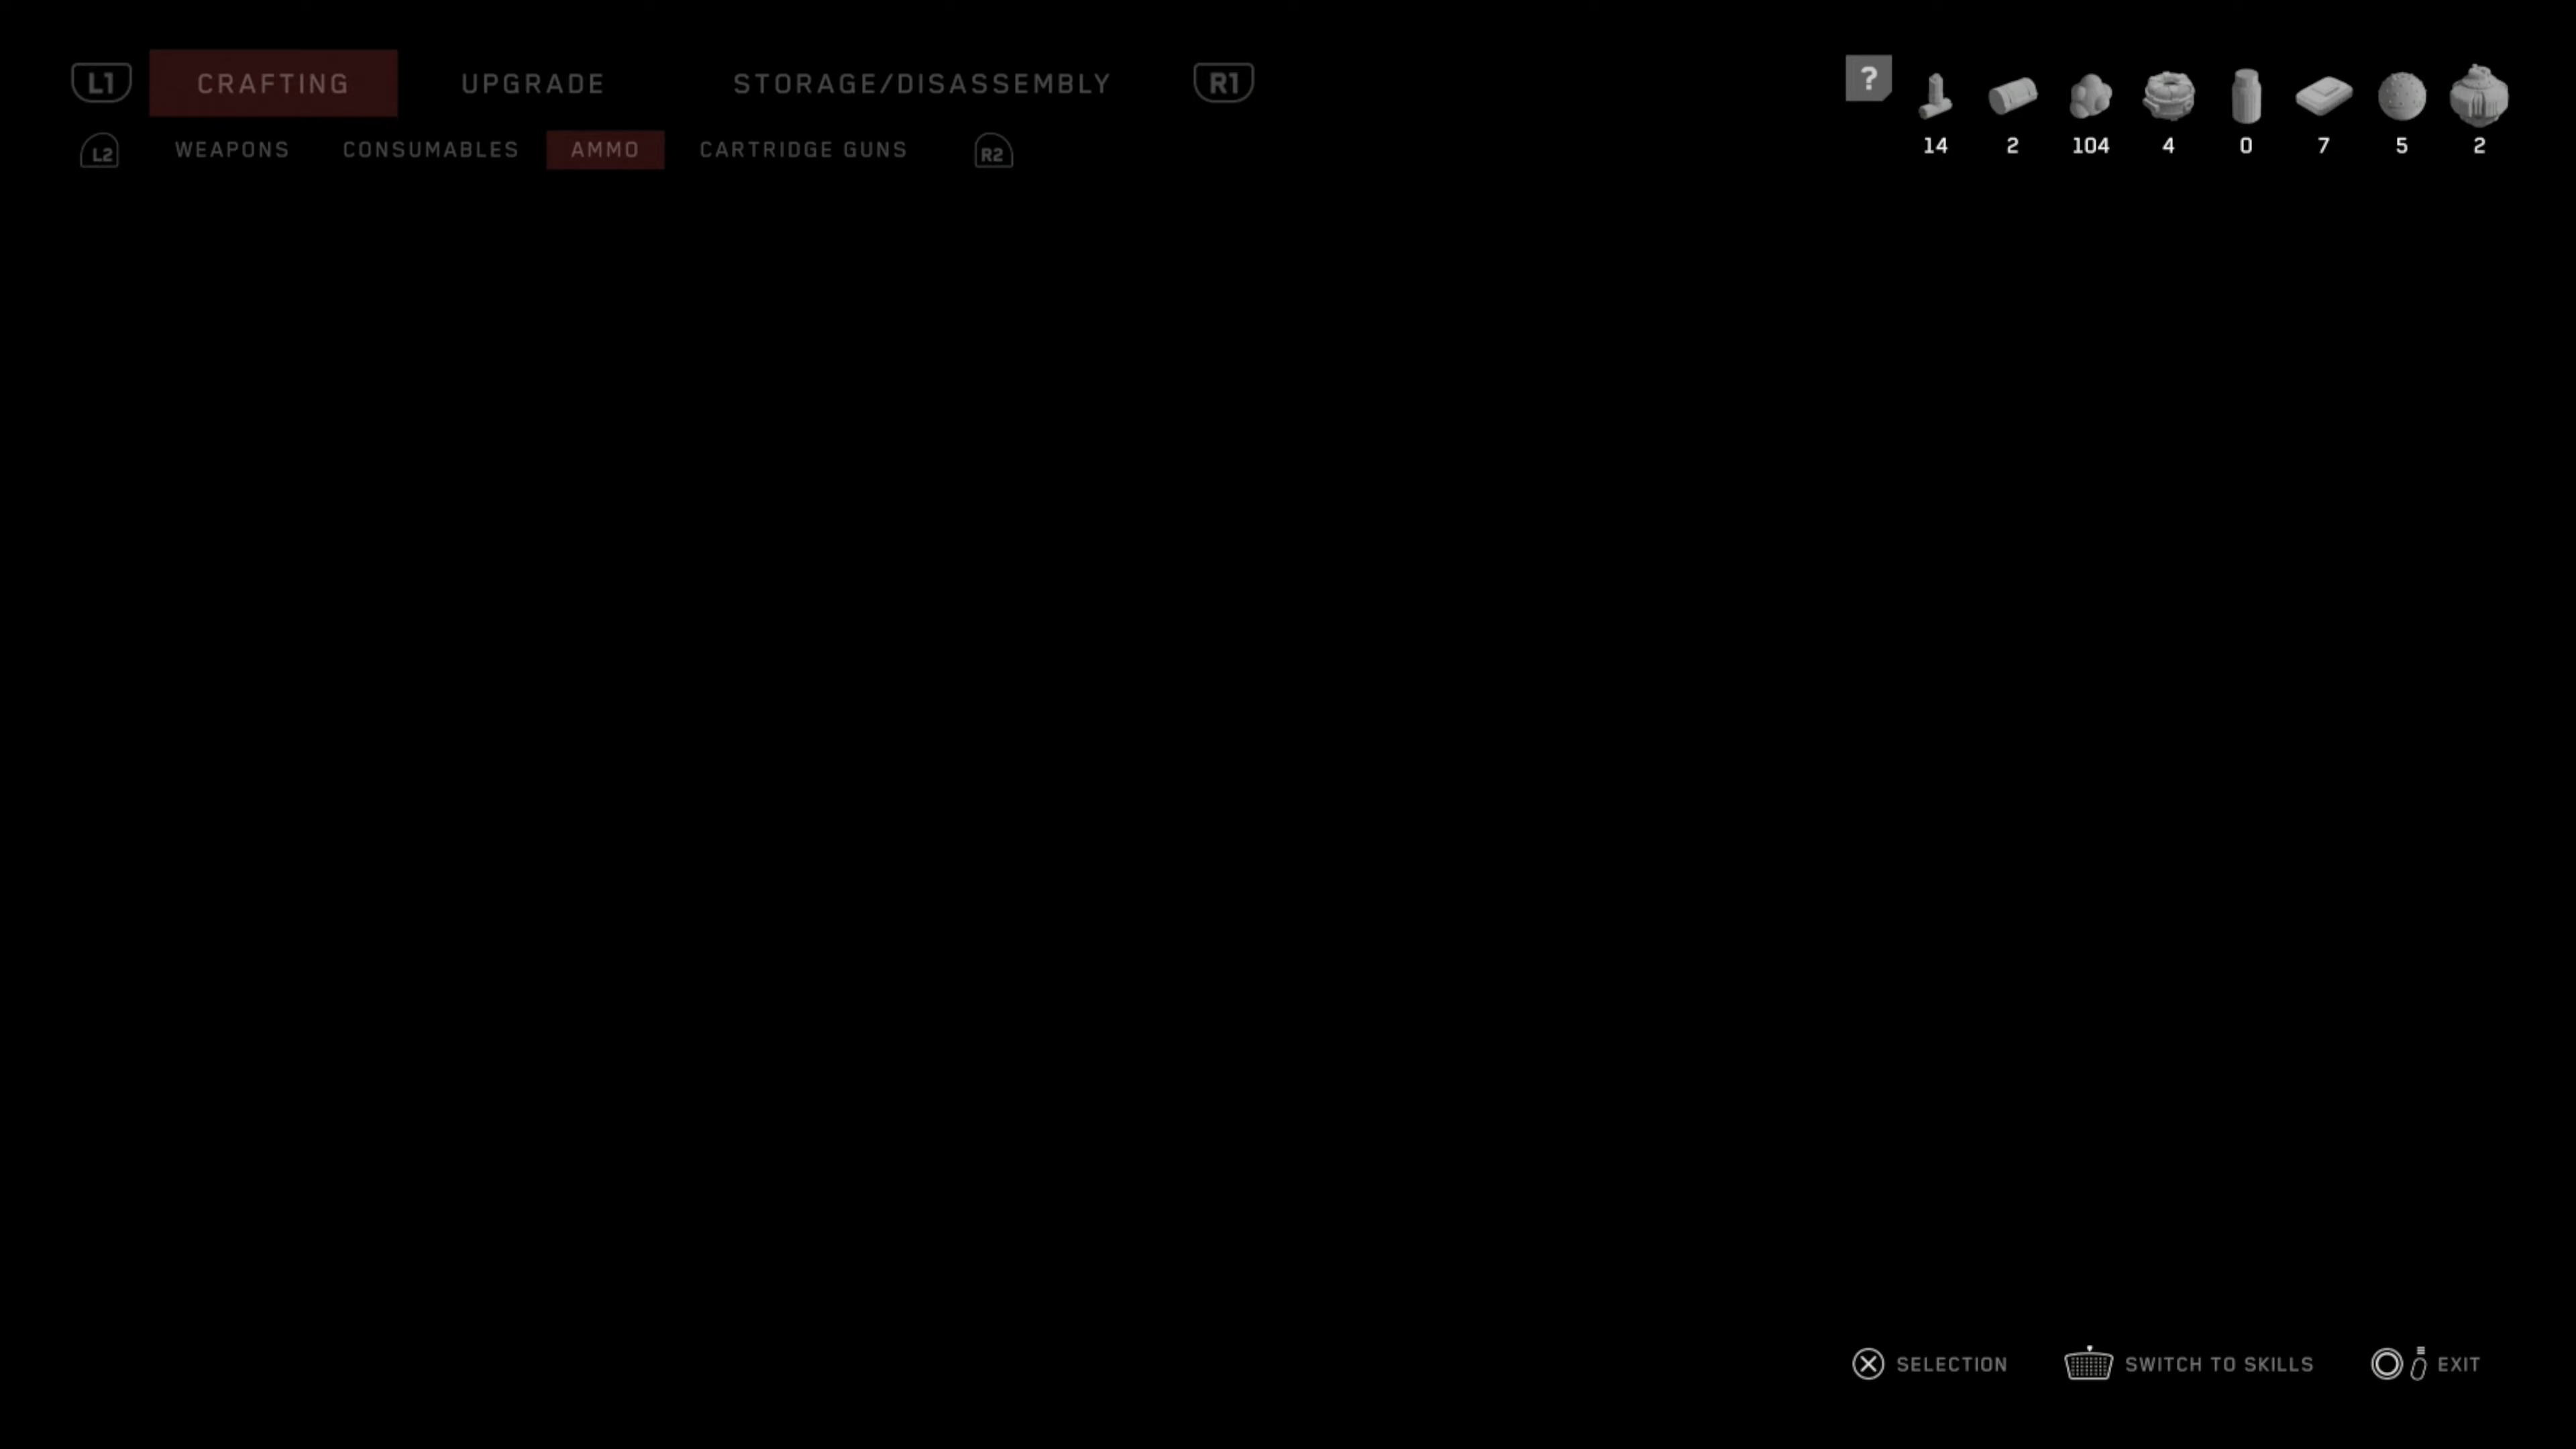 L1 CRAFTING UPGRADE STORAGE/DISASSEMBLY R1
L2 WEAPONS CONSUMABLES AMMO CARTRIDGE GUNS R2
?
14 2 104 4 0 7 5 2
SELECTION SWITCH TO SKILLS EXIT